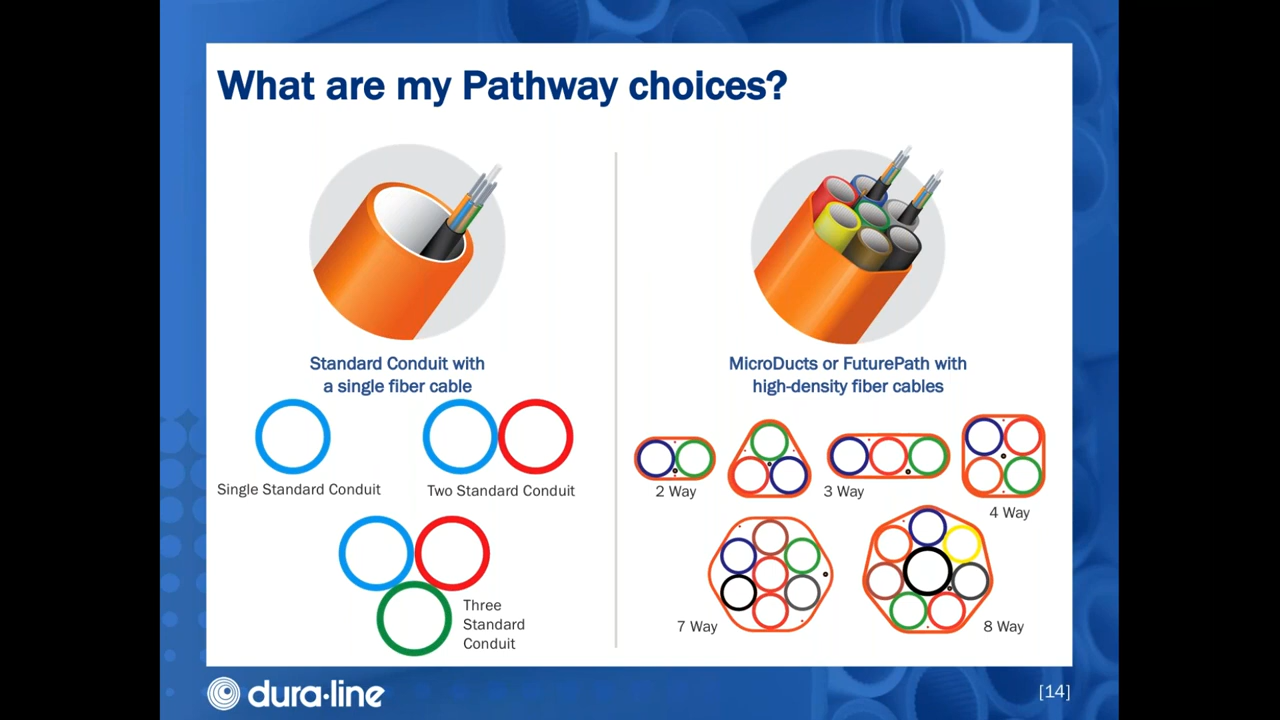 What are my Pathway choices?
Standard Conduit with
a single fiber cable
Single Standard Conduit
Two Standard Conduit
Three
Standard
Conduit
MicroDucts or FuturePath with
high-density fiber cables
2 Way
3 Way
4 Way
7 Way
8 Way
dura·line
[14]